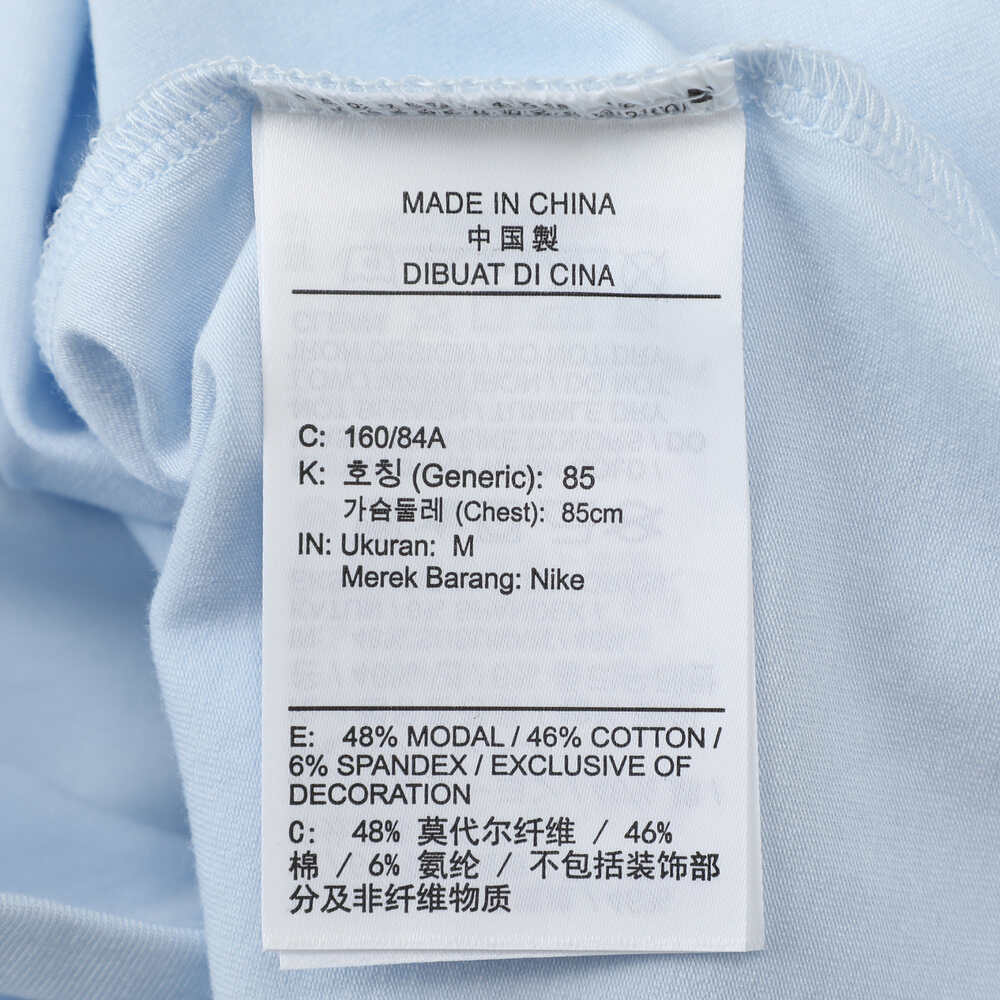 MADE IN CHINA
中国製
DIBUAT DI CINA
C: 160/84A
K: 호칭 (Generic): 85
가슴둘레 (Chest): 85cm
IN: Ukuran: M
Merek Barang: Nike
E: 48% MODAL / 46% COTTON /
6% SPANDEX / EXCLUSIVE OF
DECORATION
C: 48% 莫代尔纤维 / 46%
棉 / 6% 氨纶 / 不包括装饰部
分及非纤维物质